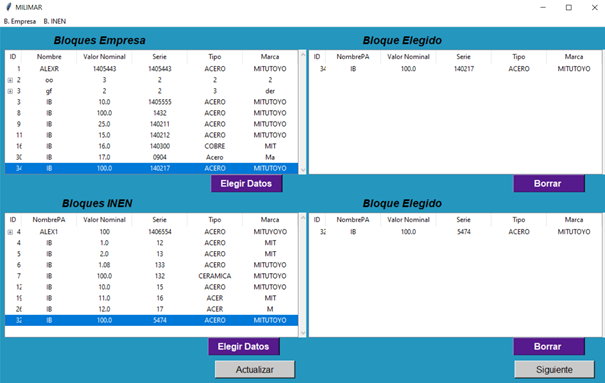 MILIMAR
B. Empresa B. INEN
Bloques Empresa
ID Nombre Valor Nominal Serie Tipo Marca
1 ALEXR 1405443 1405443 ACERO MITUTOYO
2 oo 3 2 2 2
3 gf 2 2 3 der
3 IB 10.0 1405555 ACERO MITUYOYO
8 IB 100.0 1432 ACERO MITUTOYO
9 IB 25.0 140211 ACERO MITUTOYO
11 IB 15.0 140212 ACERO MITUTOYO
16 IB 16.0 140300 COBRE MIT
30 IB 17.0 0904 Acero Ma
34 IB 100.0 140217 ACERO MITUTOYO
Elegir Datos
Bloque Elegido
ID NombrePA Valor Nominal Serie Tipo Marca
34 IB 100.0 140217 ACERO MITUTOYO
Borrar
Bloques INEN
ID NombrePA Valor Nominal Serie Tipo Marca
4 ALEX1 100 1406554 ACERO MITUYOYO
4 IB 1.0 12 ACERO MIT
5 IB 2.0 13 ACERO MIT
6 IB 1.08 133 ACERO MITUTOYO
7 IB 100.0 132 CERAMICA MITUTOYO
12 IB 10.0 15 ACERO MITUTOYO
19 IB 11.0 16 ACER MIT
26 IB 12.0 17 ACER M
32 IB 100.0 5474 ACERO MITUTOYO
Elegir Datos
Actualizar
Bloque Elegido
ID NombrePA Valor Nominal Serie Tipo Marca
32 IB 100.0 5474 ACERO MITUTOYO
Borrar
Siguiente